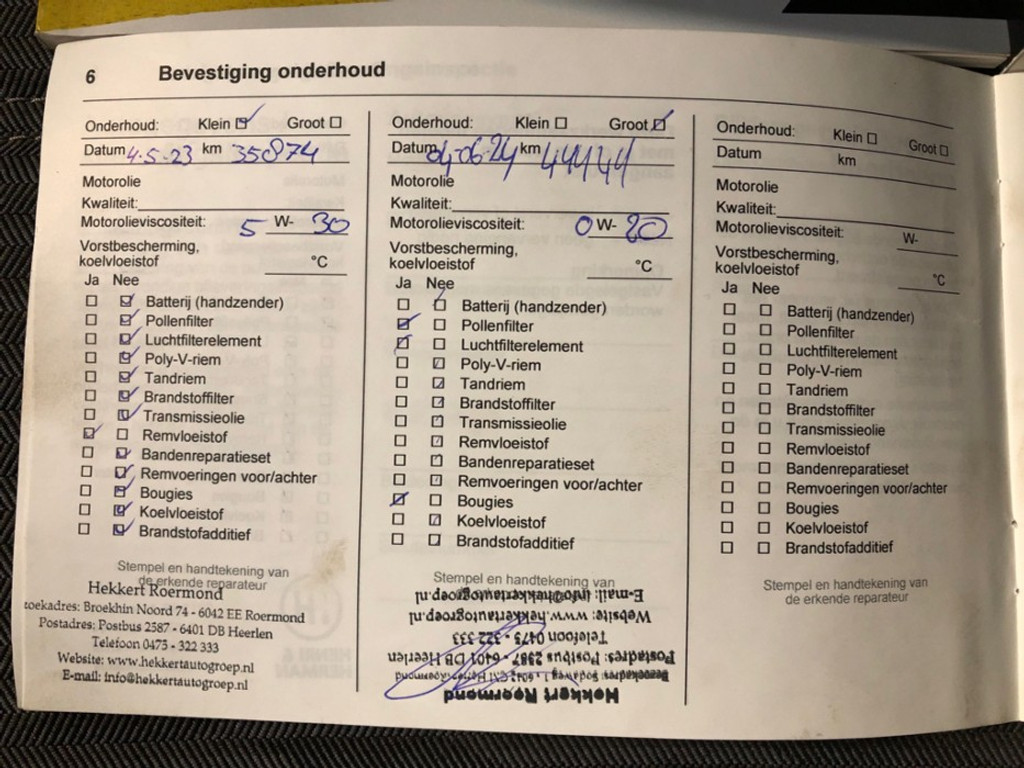 6 Bevestiging onderhoud
Onderhoud: Klein Groot
Datum 4-5-23 km 35874
Motorolie
Kwaliteit:
Motorolieviscositeit: 5 W- 30
Vorstbescherming,
koelvloeistof °C
Ja Nee
Batterij (handzender)
Pollenfilter
Luchtfilterelement
Poly-V-riem
Tandriem
Brandstoffilter
Transmissieolie
Remvloeistof
Bandenreparatieset
Remvoeringen voor/achter
Bougies
Koelvloeistof
Brandstofadditief
Stempel en handtekening van
de erkende reparateur
Hekkert Roermond
zoekadres: Broekhin Noord 74 - 6042 EE Roermond
Postadres: Postbus 2587 - 6401 DB Heerlen
Telefoon 0475 - 322 333
Website: www.hekkertautogroep.nl
E-mail: info@hekkertautogroep.nl
Onderhoud: Klein Groot
Datum 04-06-24 km 44444
Motorolie
Kwaliteit:
Motorolieviscositeit: 0 W- 20
Vorstbescherming,
koelvloeistof °C
Ja Nee
Batterij (handzender)
Pollenfilter
Luchtfilterelement
Poly-V-riem
Tandriem
Brandstoffilter
Transmissieolie
Remvloeistof
Bandenreparatieset
Remvoeringen voor/achter
Bougies
Koelvloeistof
Brandstofadditief
Stempel en handtekening van
Hekkert Roermond
Postadres: Postbus 2587 - 6401 DB Heerlen
Telefoon 0475 - 322 333
Website: www.hekkertautogroep.nl
E-mail: info@hekkertautogroep.nl
Onderhoud: Klein Groot
Datum km
Motorolie
Kwaliteit:
Motorolieviscositeit: W-
Vorstbescherming,
koelvloeistof °C
Ja Nee
Batterij (handzender)
Pollenfilter
Luchtfilterelement
Poly-V-riem
Tandriem
Brandstoffilter
Transmissieolie
Remvloeistof
Bandenreparatieset
Remvoeringen voor/achter
Bougies
Koelvloeistof
Brandstofadditief
Stempel en handtekening van
de erkende reparateur